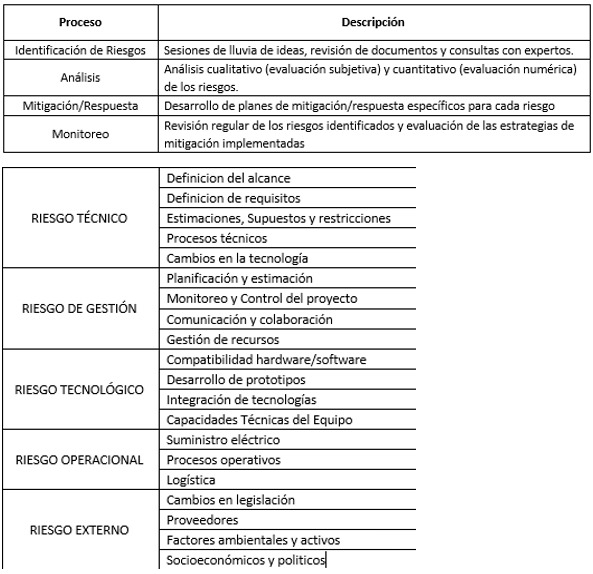 Proceso Descripción
Identificación de Riesgos Sesiones de lluvia de ideas, revisión de documentos y consultas con expertos.
Análisis Análisis cualitativo (evaluación subjetiva) y cuantitativo (evaluación numérica)
de los riesgos.
Mitigación/Respuesta Desarrollo de planes de mitigación/respuesta específicos para cada riesgo
Monitoreo Revisión regular de los riesgos identificados y evaluación de las estrategias de
mitigación implementadas
RIESGO TÉCNICO
Definicion del alcance
Definicion de requisitos
Estimaciones, Supuestos y restricciones
Procesos técnicos
Cambios en la tecnología
RIESGO DE GESTIÓN
Planificación y estimación
Monitoreo y Control del proyecto
Comunicación y colaboración
Gestión de recursos
RIESGO TECNOLÓGICO
Compatibilidad hardware/software
Desarrollo de prototipos
Integración de tecnologías
Capacidades Técnicas del Equipo
RIESGO OPERACIONAL
Suministro eléctrico
Procesos operativos
Logística
RIESGO EXTERNO
Cambios en legislación
Proveedores
Factores ambientales y activos
Socioeconómicos y politicos